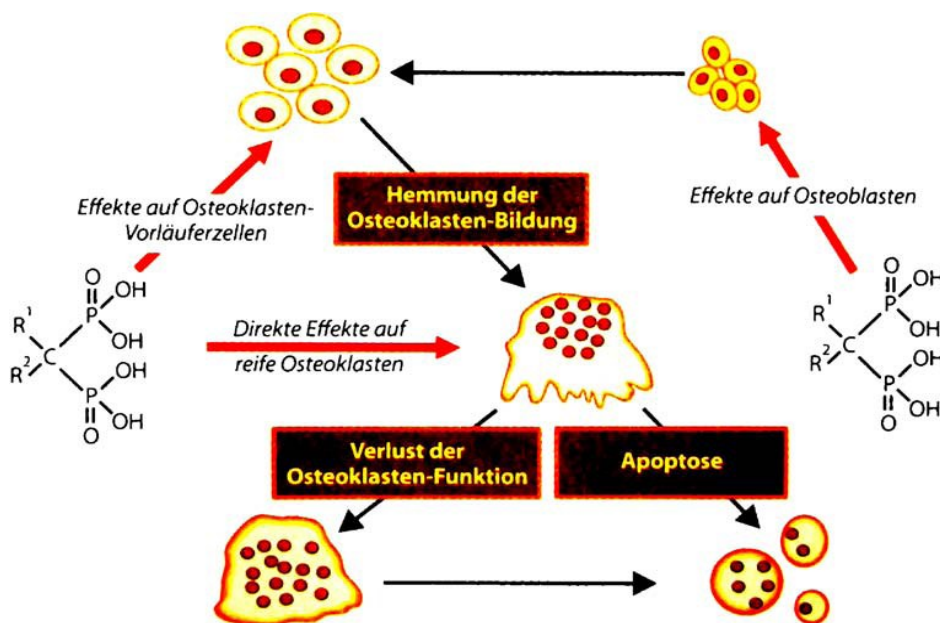 Effekte auf Osteoklasten-
Vorläuferzellen
Hemmung der
Osteoklasten-Bildung
Effekte auf Osteoblasten
O
P
OH
OH
R¹
R²
C
P
OH
OH
O
Direkte Effekte auf
reife Osteoklasten
O
P
OH
OH
R¹
R²
C
P
OH
OH
O
Verlust der
Osteoklasten-Funktion
Apoptose